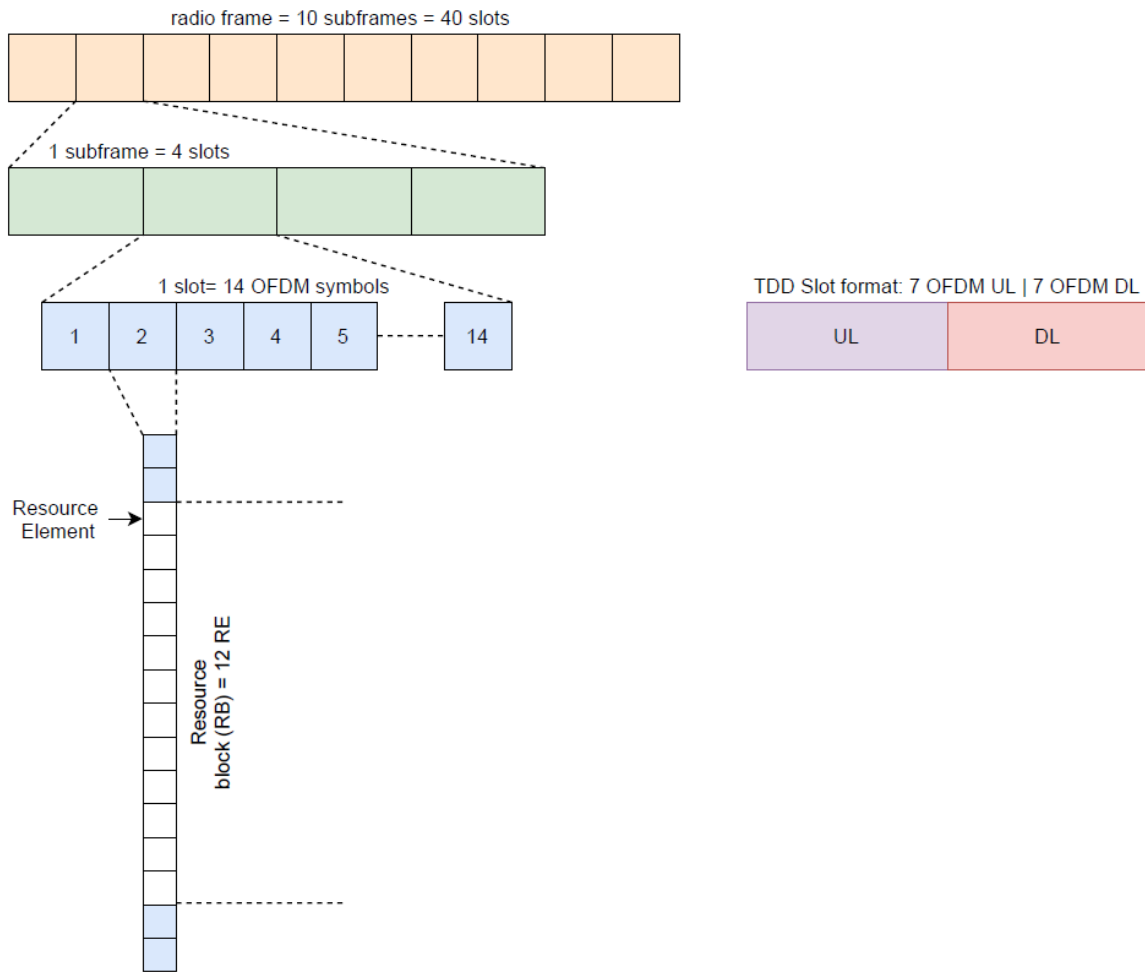 radio frame = 10 subframes = 40 slots
1 subframe = 4 slots
1 slot= 14 OFDM symbols
1
2
3
4
5
14
TDD Slot format: 7 OFDM UL | 7 OFDM DL
UL
DL
Resource
Element
Resource
block (RB) = 12 RE